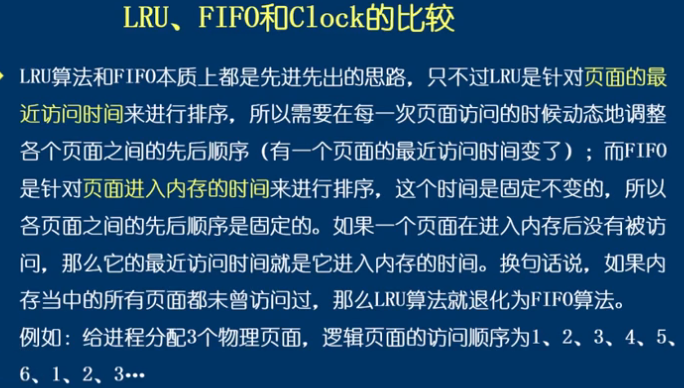 LRU、FIFO和Clock的比较
LRU算法和FIFO本质上都是先进先出的思路，只不过LRU是针对页面的最
近访问时间来进行排序，所以需要在每一次页面访问的时候动态地调整
各个页面之间的先后顺序（有一个页面的最近访问时间变了）；而FIFO
是针对页面进入内存的时间来进行排序，这个时间是固定不变的，所以
各页面之间的先后顺序是固定的。如果一个页面在进入内存后没有被访
问，那么它的最近访问时间就是它进入内存的时间。换句话说，如果内
存当中的所有页面都未曾访问过，那么LRU算法就退化为FIFO算法。
例如：给进程分配3个物理页面，逻辑页面的访问顺序为1、2、3、4、5、
6、1、2、3…